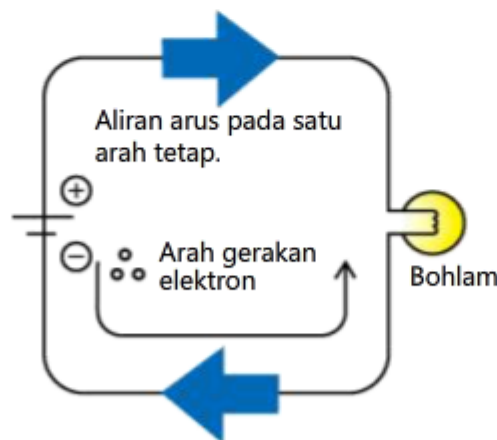 Aliran arus pada satu
arah tetap.
+
−
Arah gerakan
elektron
Bohlam